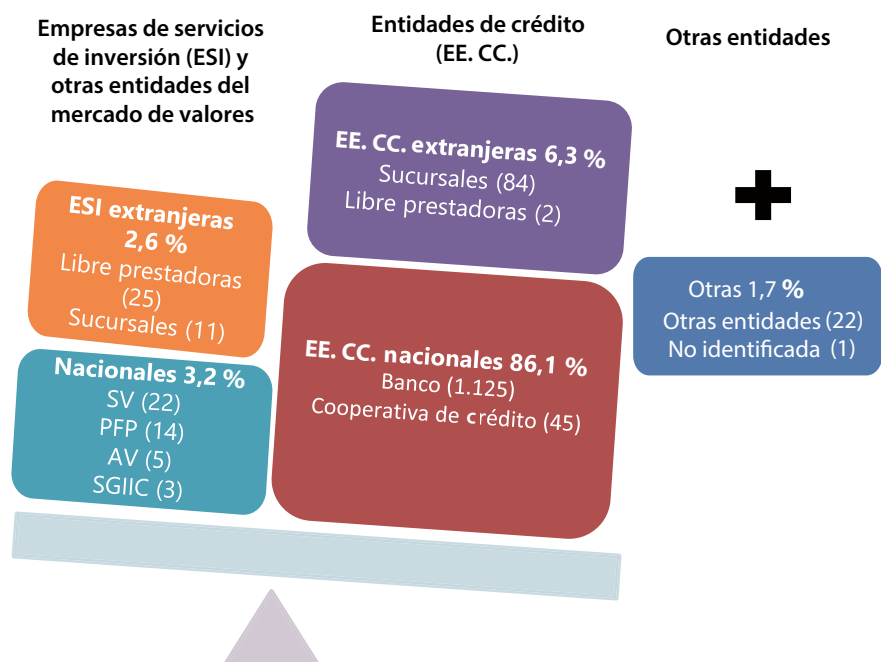 Empresas de servicios
de inversión (ESI) y
otras entidades del
mercado de valores
ESI extranjeras
2,6 %
Libre prestadoras
(25)
Sucursales (11)
Nacionales 3,2 %
SV (22)
PFP (14)
AV (5)
SGIIC (3)
Entidades de crédito
(EE. CC.)
EE. CC. extranjeras 6,3 %
Sucursales (84)
Libre prestadoras (2)
EE. CC. nacionales 86,1 %
Banco (1.125)
Cooperativa de crédito (45)
Otras entidades
Otras 1,7 %
Otras entidades (22)
No identificada (1)